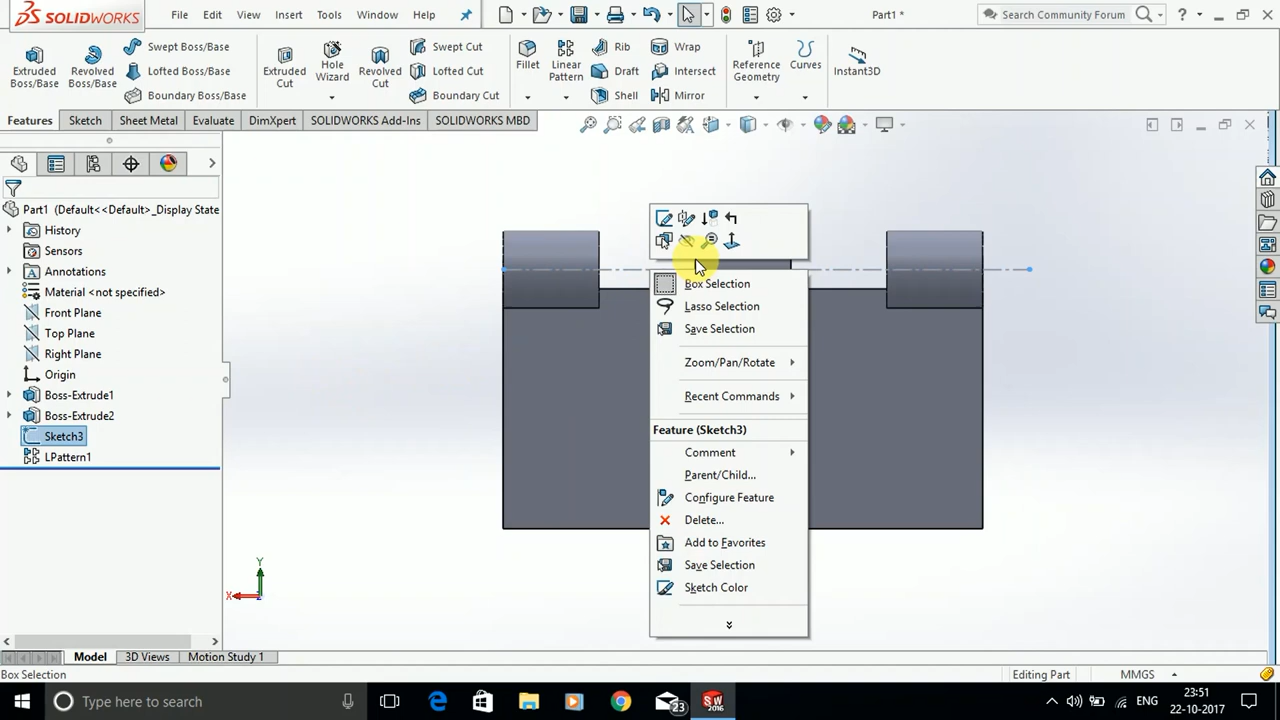 SOLIDWORKS
File Edit View Insert Tools Window Help
Part1 *
Search Community Forum
?
Extruded Boss/Base
Revolved Boss/Base
Swept Boss/Base
Lofted Boss/Base
Boundary Boss/Base
Extruded Cut
Hole Wizard
Revolved Cut
Swept Cut
Lofted Cut
Boundary Cut
Fillet
Linear Pattern
Rib
Draft
Shell
Wrap
Intersect
Mirror
Reference Geometry
Curves
Instant3D
Features Sketch Sheet Metal Evaluate DimXpert SOLIDWORKS Add-Ins SOLIDWORKS MBD
Part1 (Default<<Default>_Display State
History
Sensors
Annotations
Material <not specified>
Front Plane
Top Plane
Right Plane
Origin
Boss-Extrude1
Boss-Extrude2
Sketch3
LPattern1
Box Selection
Lasso Selection
Save Selection
Zoom/Pan/Rotate
Recent Commands
Feature (Sketch3)
Comment
Parent/Child...
Configure Feature
Delete...
Add to Favorites
Save Selection
Sketch Color
Y
X
Model 3D Views Motion Study 1
Box Selection
Editing Part
MMGS
Type here to search
23
SW
2016
ENG
23:51
22-10-2017